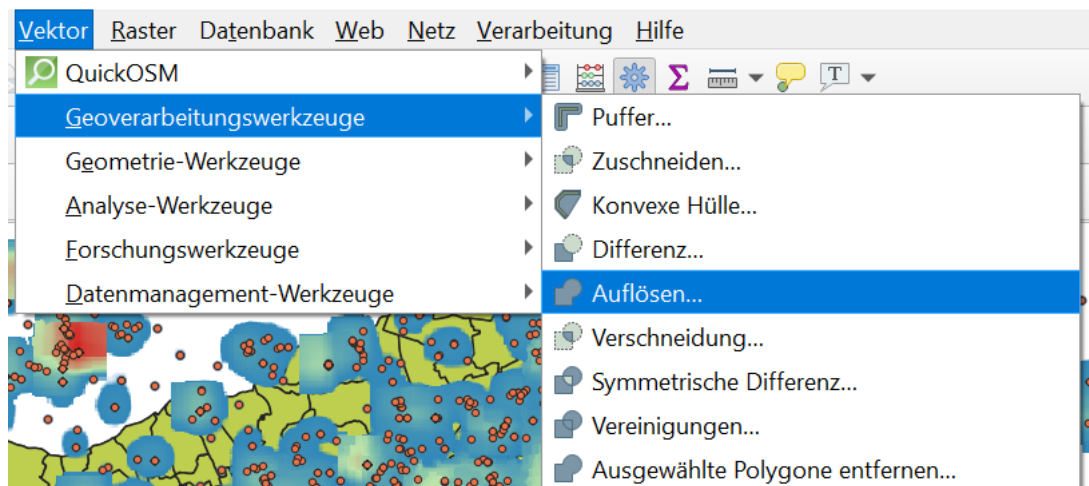 Vektor Raster Datenbank Web Netz Verarbeitung Hilfe
QuickOSM
Geoverarbeitungswerkzeuge
Geometrie-Werkzeuge
Analyse-Werkzeuge
Forschungswerkzeuge
Datenmanagement-Werkzeuge
Σ T
Puffer...
Zuschneiden...
Konvexe Hülle...
Differenz...
Auflösen...
Verschneidung...
Symmetrische Differenz...
Vereinigungen...
Ausgewählte Polygone entfernen...